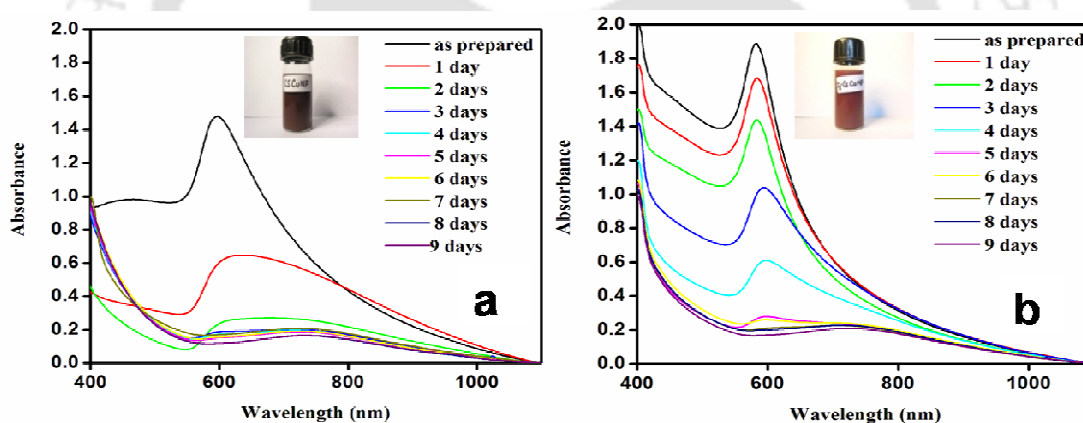 2.0
1.8
1.6
1.4
1.2
1.0
0.8
0.6
0.4
0.2
0.0
Absorbance
400
600
800
1000
Wavelength (nm)
CSCuNP
as prepared
1 day
2 days
3 days
4 days
5 days
6 days
7 days
8 days
9 days
a
2.0
1.8
1.6
1.4
1.2
1.0
0.8
0.6
0.4
0.2
0.0
Absorbance
400
600
800
1000
Wavelength (nm)
as prepared
1 day
2 days
3 days
4 days
5 days
6 days
7 days
8 days
9 days
b